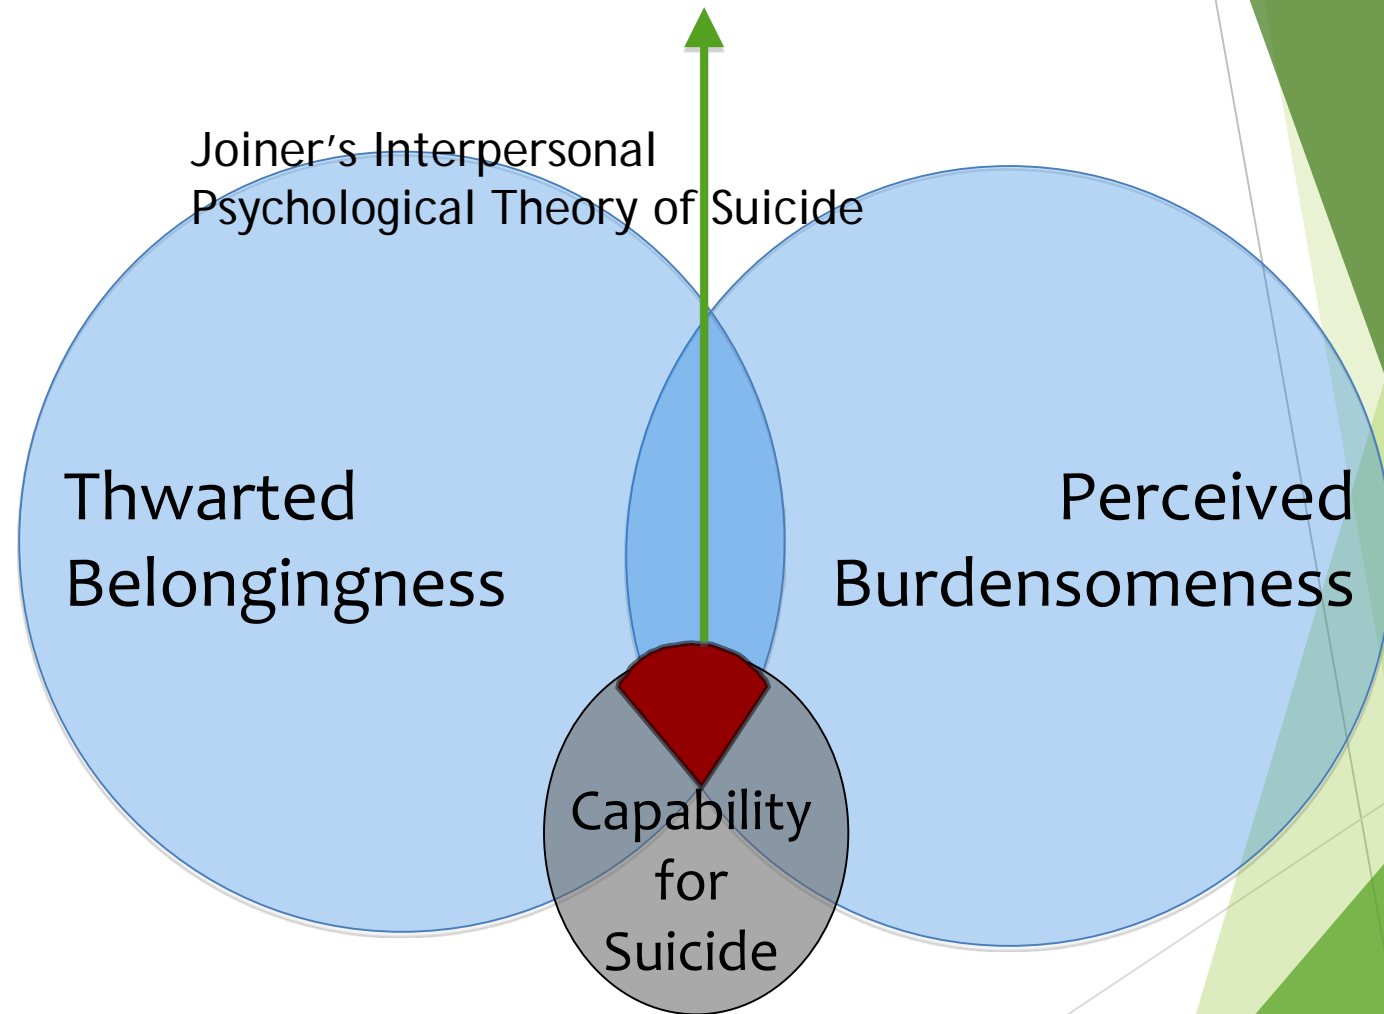 Joiner’s Interpersonal
Psychological Theory of Suicide
Thwarted
Belongingness
Perceived
Burdensomeness
Capability
for
Suicide